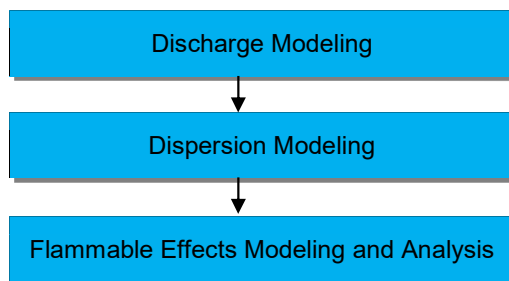 Discharge Modeling
Dispersion Modeling
Flammable Effects Modeling and Analysis